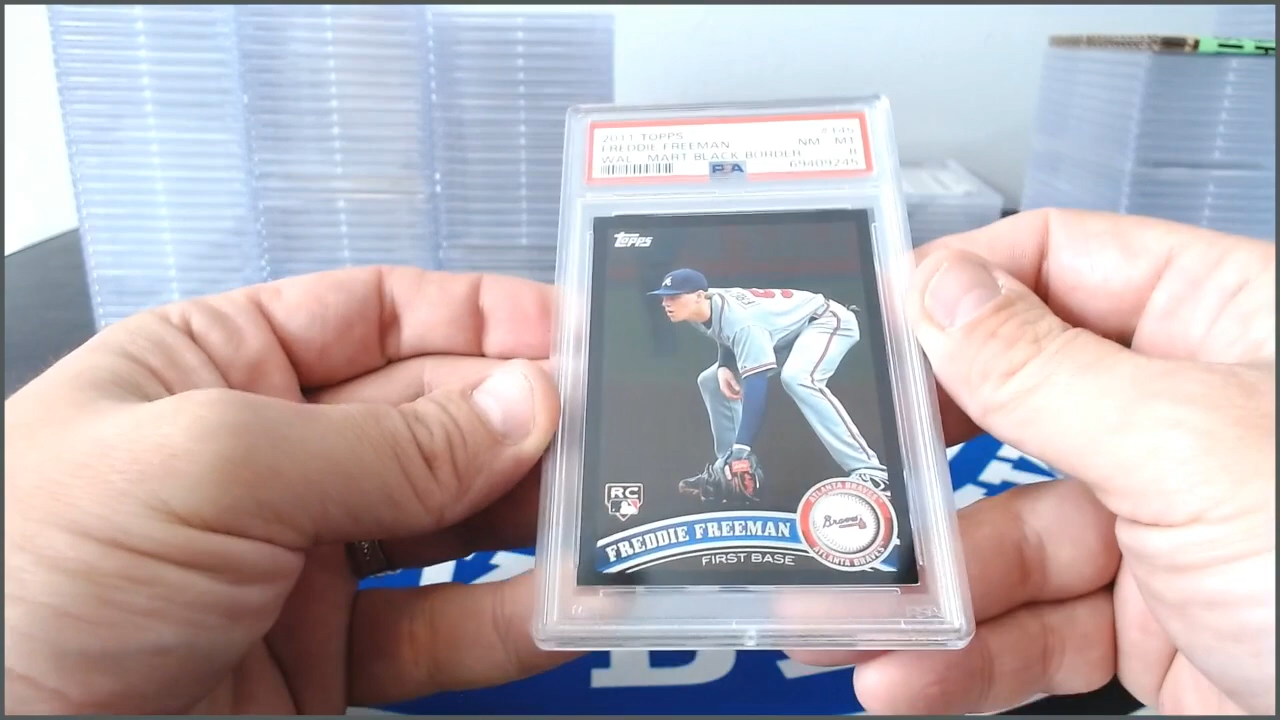 2011 TOPPS #145
FREDDIE FREEMAN NM - MT
WAL-MART BLACK BORDER 8
PSA 69409245
Topps
RC
FREDDIE FREEMAN
FIRST BASE
ATLANTA BRAVES
Braves
ATLANTA BRAVES